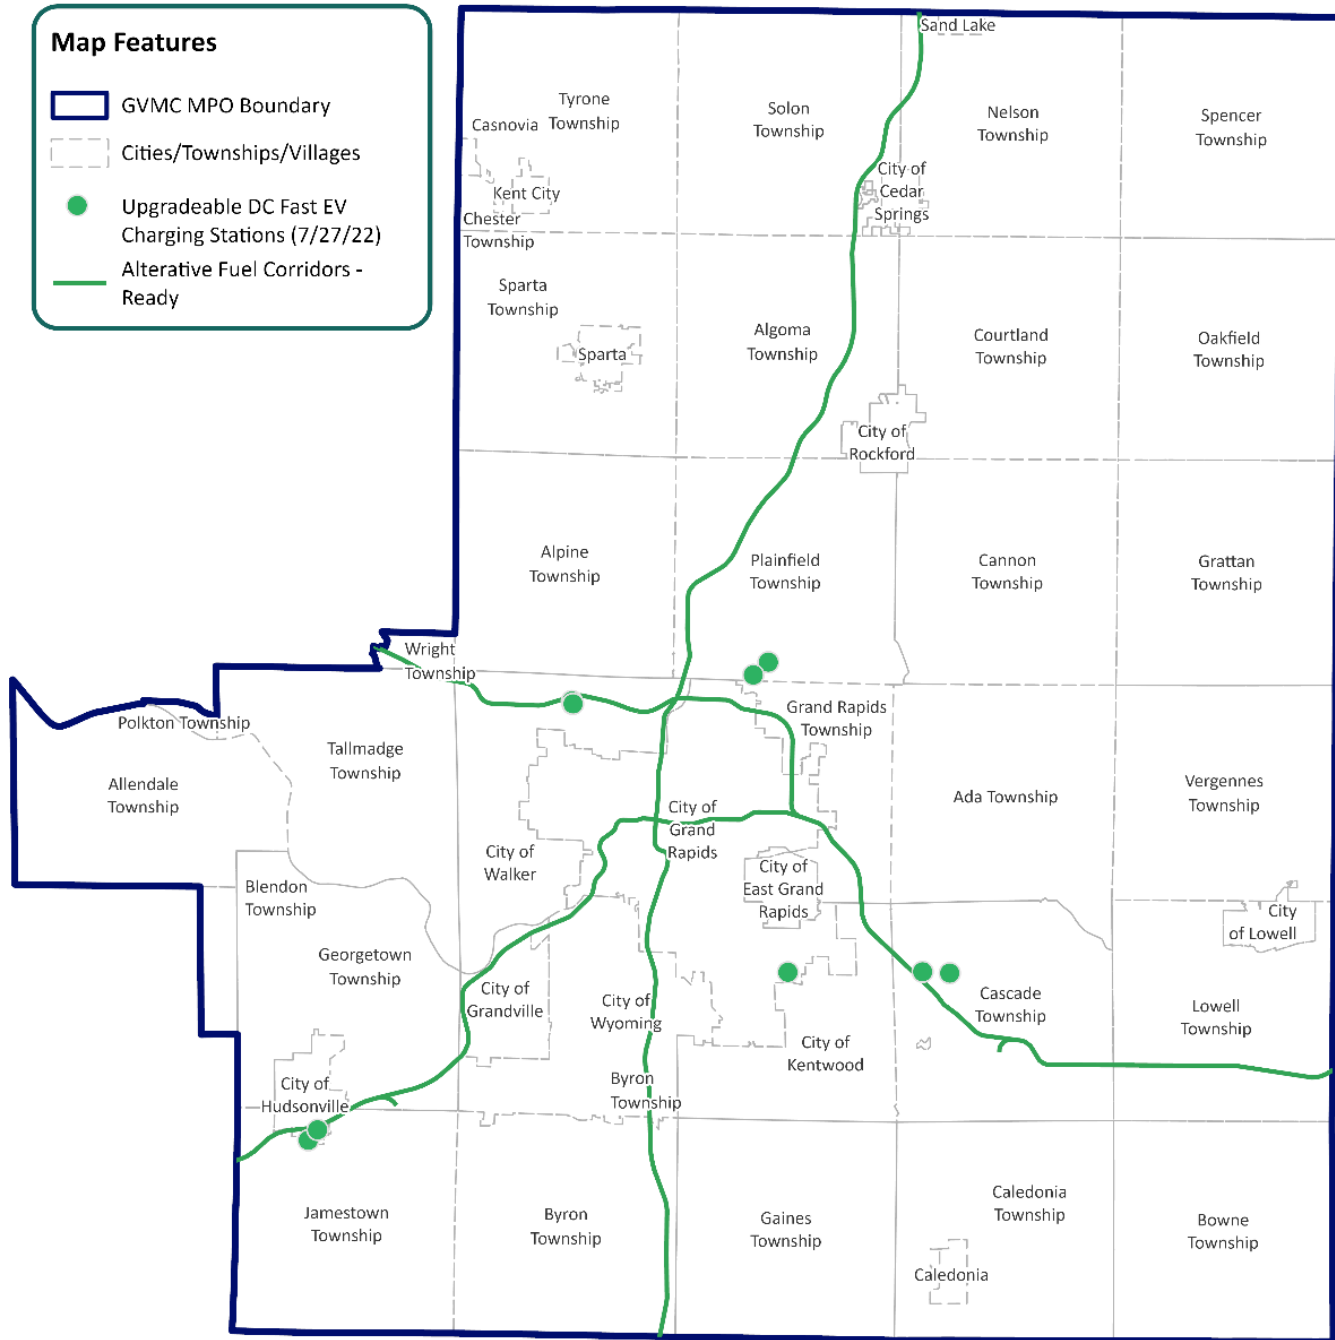 Map Features
GVMC MPO Boundary
Cities/Townships/Villages
Upgradeable DC Fast EV
Charging Stations (7/27/22)
Alterative Fuel Corridors -
Ready
Sand Lake
Tyrone
Township
Solon
Township
Nelson
Township
Spencer
Township
Casnovia
Kent City
City of
Cedar
Springs
Chester
Township
Sparta
Township
Sparta
Algoma
Township
Courtland
Township
Oakfield
Township
City of
Rockford
Alpine
Township
Plainfield
Township
Cannon
Township
Grattan
Township
Wright
Township
Polkton Township
Tallmadge
Township
Allendale
Township
Grand Rapids
Township
Ada Township
Vergennes
Township
City of
Grand
Rapids
City of
Walker
City of
East Grand
Rapids
Blendon
Township
City
of Lowell
Georgetown
Township
City of
Grandville
City of
Wyoming
City of
Kentwood
Cascade
Township
Lowell
Township
City of
Hudsonville
Byron
Township
Jamestown
Township
Byron
Township
Gaines
Township
Caledonia
Township
Bowne
Township
Caledonia